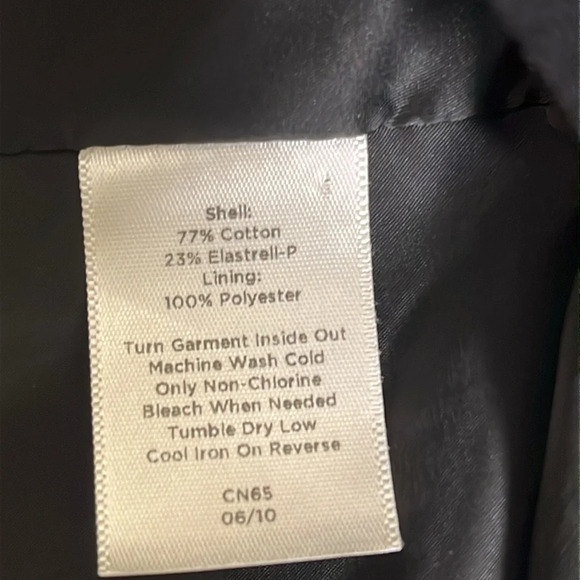 Shell:
77% Cotton
23% Elastrell-P
Lining:
100% Polyester
Turn Garment Inside Out
Machine Wash Cold
Only Non-Chlorine
Bleach When Needed
Tumble Dry Low
Cool Iron On Reverse
CN65
06/10